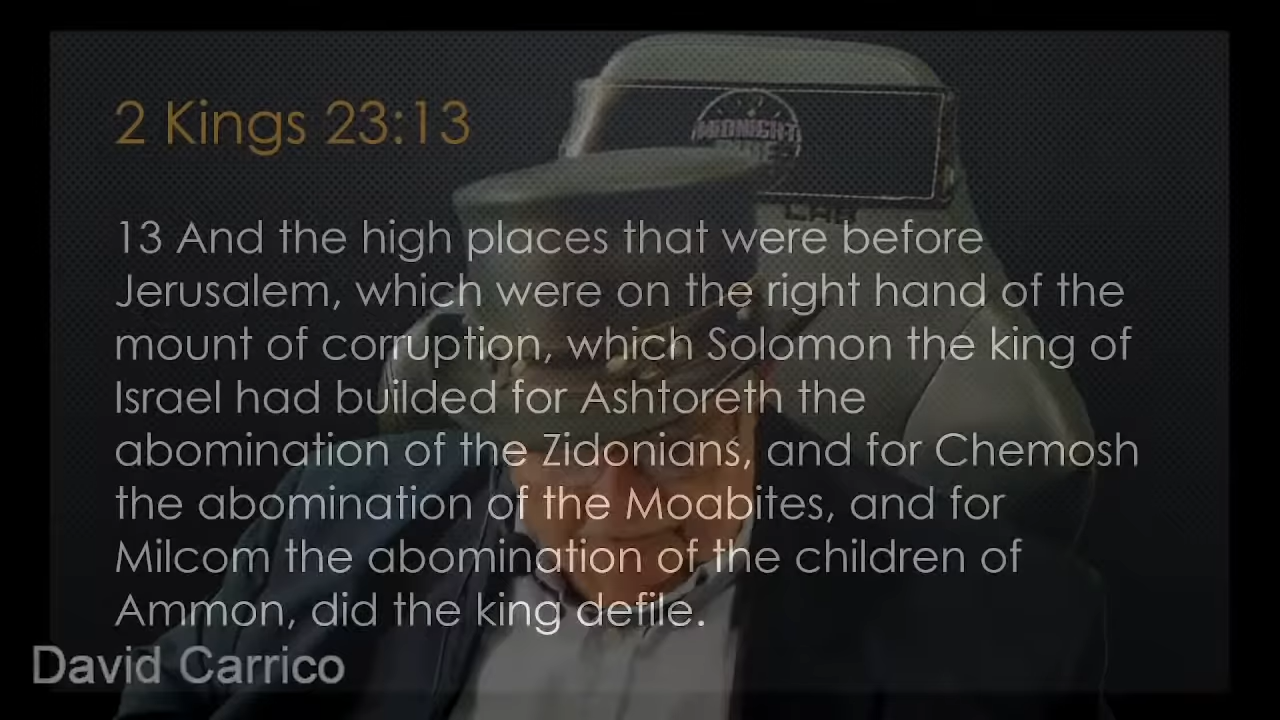 2 Kings 23:13
MIDNIGHT
13 And the high places that were before
Jerusalem, which were on the right hand of the
mount of corruption, which Solomon the king of
Israel had builded for Ashtoreth the
abomination of the Zidonians, and for Chemosh
the abomination of the Moabites, and for
Milcom the abomination of the children of
Ammon, did the king defile.
David Carrico